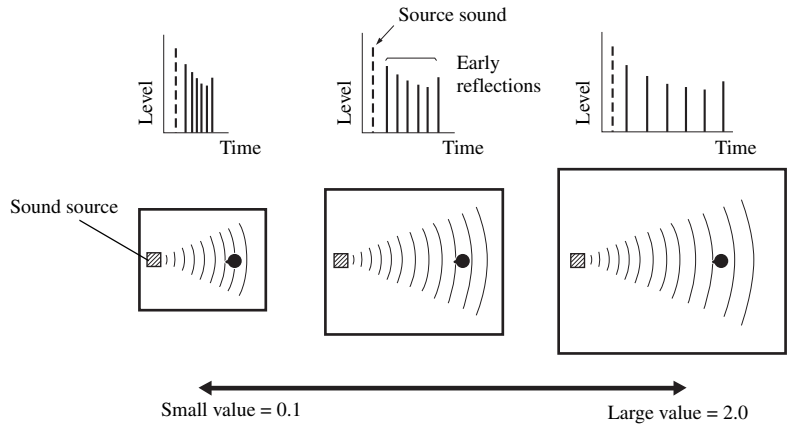 Source sound
Early
reflections
Level
Level
Level
Time
Time
Time
Sound source
Small value = 0.1
Large value = 2.0